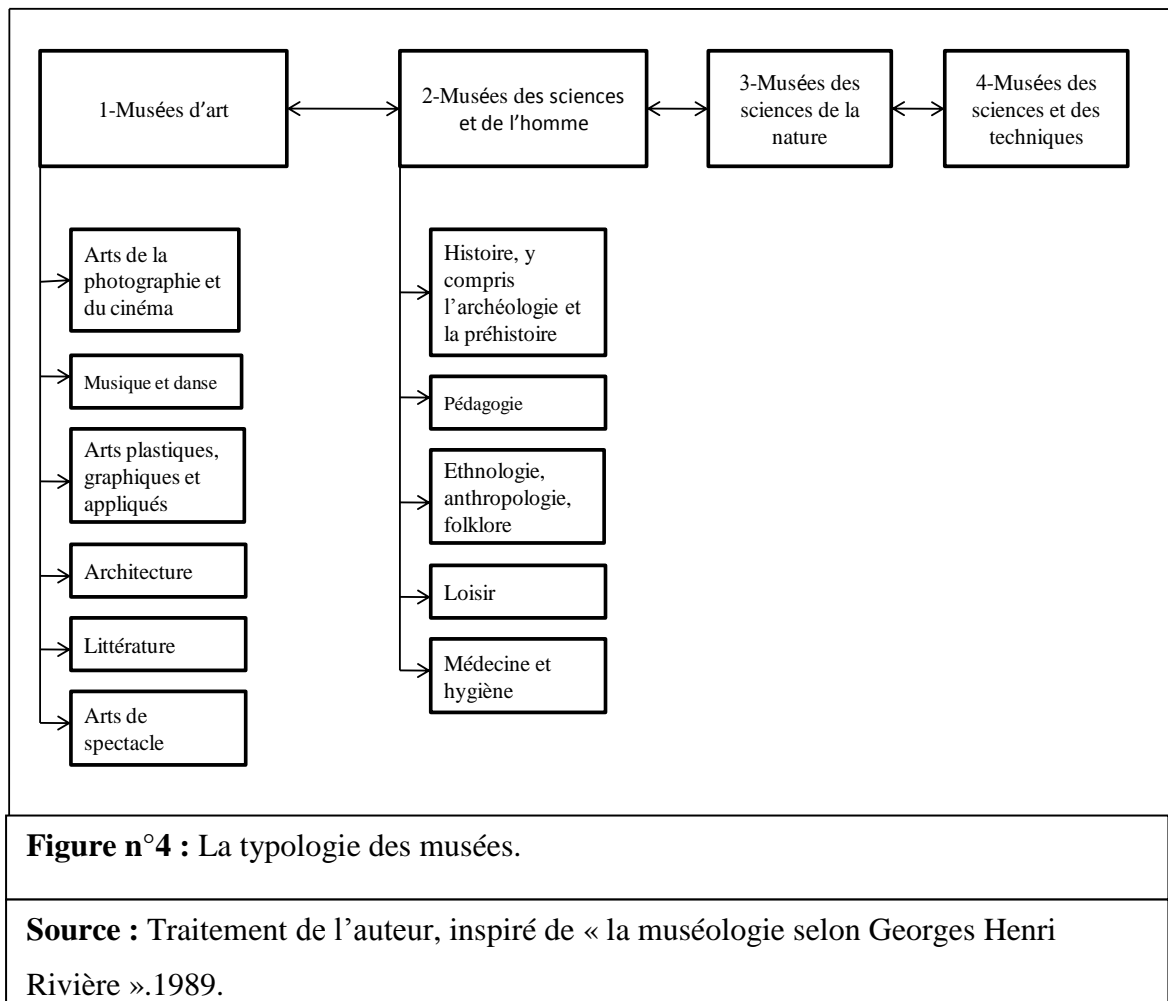 1-Musées d'art
2-Musées des sciences
et de l'homme
3-Musées des
sciences de la
nature
4-Musées des
sciences et des
techniques
Arts de la
photographie et
du cinéma
Musique et danse
Arts plastiques,
graphiques et
appliqués
Architecture
Littérature
Arts de
spectacle
Histoire, y
compris
l'archéologie et
la préhistoire
Pédagogie
Ethnologie,
anthropologie,
folklore
Loisir
Médecine et
hygiène
Figure n°4 : La typologie des musées.
Source : Traitement de l'auteur, inspiré de « la muséologie selon Georges Henri
Rivière ».1989.